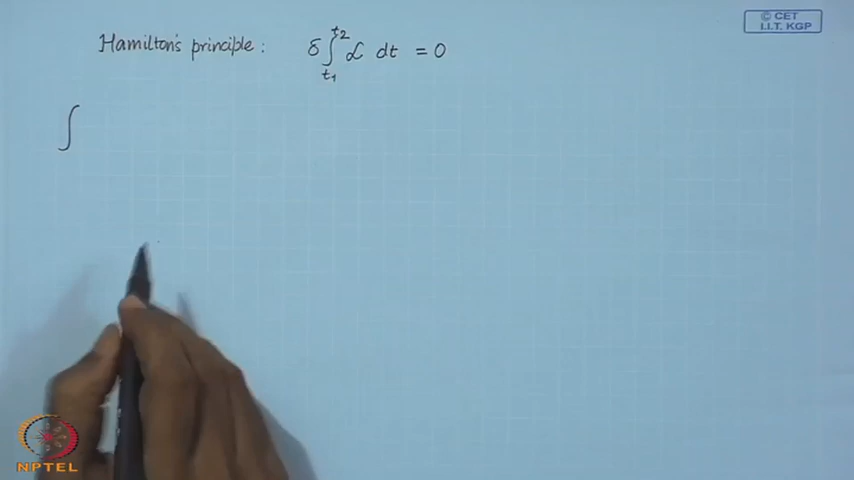 © CET
I.I.T. KGP
Hamilton's principle : δ∫_{t₁}^{t₂} ℒ dt = 0
∫
NPTEL